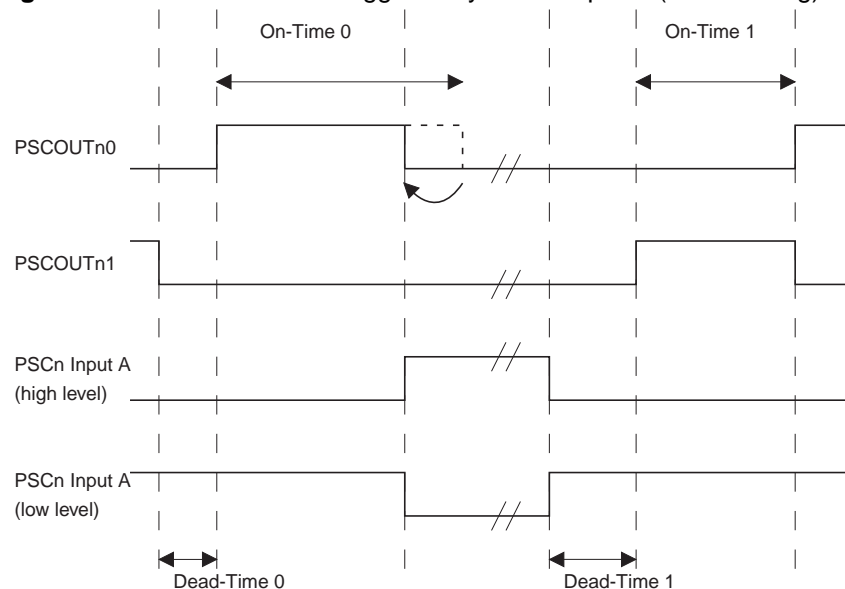 On-Time 0
On-Time 1
PSCOUTn0
PSCOUTn1
PSCn Input A
(high level)
PSCn Input A
(low level)
Dead-Time 0
Dead-Time 1